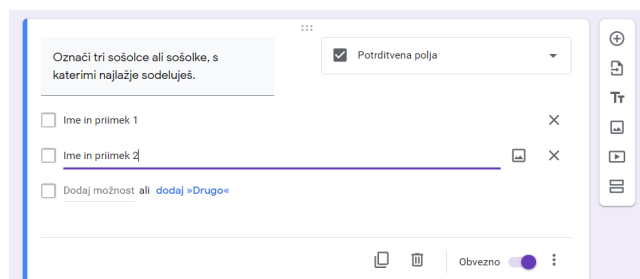 Označi tri sošolce ali sošolke, s
katerimi najlažje sodeluješ.
Potrditvena polja
Ime in priimek 1
Ime in priimek 2
Dodaj možnost ali dodaj »Drugo«
Obvezno
Tт